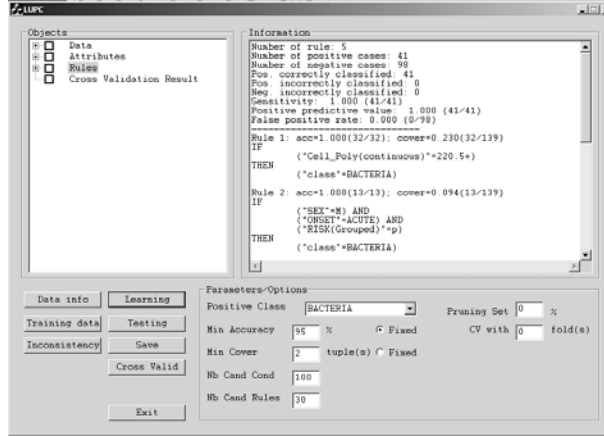 LUPC
Objects
Data
Attributes
Rules
Cross Validation Result
Information
Number of rule: 5
Number of positive cases: 41
Number of negative cases: 98
Pos. correctly classified: 41
Pos. incorrectly classified: 0
Neg. incorrectly classified: 0
Sensitivity: 1.000 (41/41)
Positive predictive value: 1.000 (41/41)
False positive rate: 0.000 (0/98)
--------------------------------
Rule 1: acc=1.000(32/32); cover=0.230(32/139)
IF
("Cell_Poly(continuous)"=220.5+)
THEN
("class"=BACTERIA)
Rule 2: acc=1.000(13/13); cover=0.094(13/139)
IF
("SEX"=M) AND
("ONSET"=ACUTE) AND
("RISK(Grouped)"=p)
THEN
("class"=BACTERIA)
Data info
Learning
Training data
Testing
Inconsistency
Save
Cross Valid
Exit
Parameters/Options
Positive Class BACTERIA
Pruning Set 0 %
Min Accuracy 95 % Fixed
CV with 0 fold(s)
Min Cover 2 tuple(s) Fixed
Nb Cand Cond 100
Nb Cand Rules 30